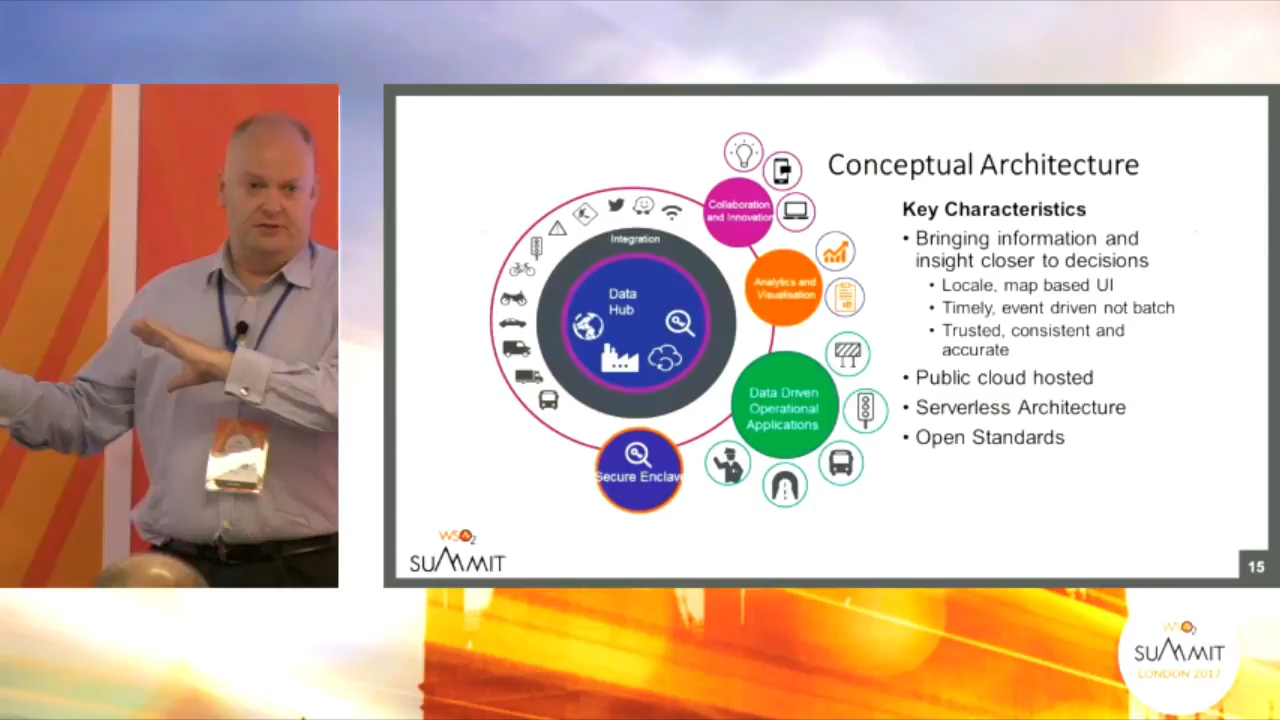 Conceptual Architecture
Key Characteristics
• Bringing information and
insight closer to decisions
• Locale, map based UI
• Timely, event driven not batch
• Trusted, consistent and
accurate
• Public cloud hosted
• Serverless Architecture
• Open Standards
Collaboration
and Innovation
Integration
Data
Hub
Analytics and
Visualisation
Data Driven
Operational
Applications
Secure Enclav
WSO2
SUMMIT
15
WSO2
SUMMIT
LONDON 2017